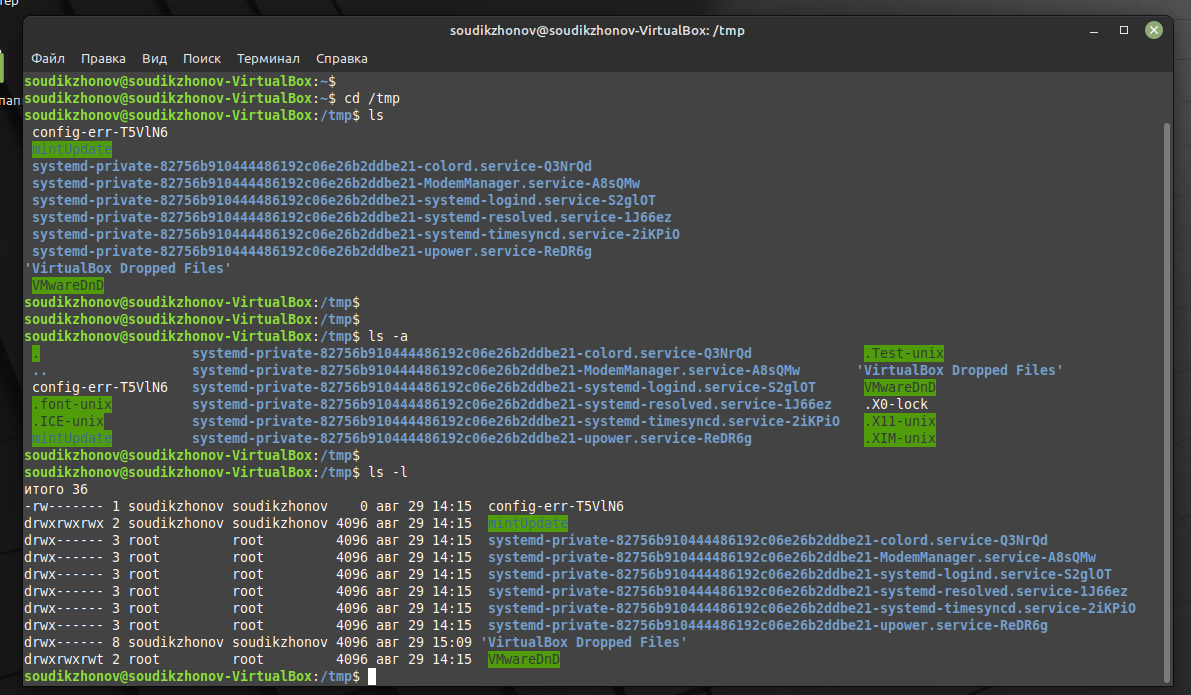 тер
пап
soudikzhonov@soudikzhonov-VirtualBox: /tmp
Файл Правка Вид Поиск Терминал Справка
soudikzhonov@soudikzhonov-VirtualBox:~$
soudikzhonov@soudikzhonov-VirtualBox:~$ cd /tmp
soudikzhonov@soudikzhonov-VirtualBox:/tmp$ ls
config-err-T5VlN6
mintUpdate
systemd-private-82756b910444486192c06e26b2ddbe21-colord.service-Q3NrQd
systemd-private-82756b910444486192c06e26b2ddbe21-ModemManager.service-A8sQMw
systemd-private-82756b910444486192c06e26b2ddbe21-systemd-logind.service-S2glOT
systemd-private-82756b910444486192c06e26b2ddbe21-systemd-resolved.service-1J66ez
systemd-private-82756b910444486192c06e26b2ddbe21-systemd-timesyncd.service-2iKPiO
systemd-private-82756b910444486192c06e26b2ddbe21-upower.service-ReDR6g
'VirtualBox Dropped Files'
VMwareDnD
soudikzhonov@soudikzhonov-VirtualBox:/tmp$
soudikzhonov@soudikzhonov-VirtualBox:/tmp$
soudikzhonov@soudikzhonov-VirtualBox:/tmp$ ls -a
. systemd-private-82756b910444486192c06e26b2ddbe21-colord.service-Q3NrQd .Test-unix
.. systemd-private-82756b910444486192c06e26b2ddbe21-ModemManager.service-A8sQMw 'VirtualBox Dropped Files'
config-err-T5VlN6 systemd-private-82756b910444486192c06e26b2ddbe21-systemd-logind.service-S2glOT VMwareDnD
.font-unix systemd-private-82756b910444486192c06e26b2ddbe21-systemd-resolved.service-1J66ez .X0-lock
.ICE-unix systemd-private-82756b910444486192c06e26b2ddbe21-systemd-timesyncd.service-2iKPiO .X11-unix
mintUpdate systemd-private-82756b910444486192c06e26b2ddbe21-upower.service-ReDR6g .XIM-unix
soudikzhonov@soudikzhonov-VirtualBox:/tmp$
soudikzhonov@soudikzhonov-VirtualBox:/tmp$ ls -l
итого 36
-rw------- 1 soudikzhonov soudikzhonov 0 авг 29 14:15 config-err-T5VlN6
drwxrwxrwx 2 soudikzhonov soudikzhonov 4096 авг 29 14:15 mintUpdate
drwx------ 3 root root 4096 авг 29 14:15 systemd-private-82756b910444486192c06e26b2ddbe21-colord.service-Q3NrQd
drwx------ 3 root root 4096 авг 29 14:15 systemd-private-82756b910444486192c06e26b2ddbe21-ModemManager.service-A8sQMw
drwx------ 3 root root 4096 авг 29 14:15 systemd-private-82756b910444486192c06e26b2ddbe21-systemd-logind.service-S2glOT
drwx------ 3 root root 4096 авг 29 14:15 systemd-private-82756b910444486192c06e26b2ddbe21-systemd-resolved.service-1J66ez
drwx------ 3 root root 4096 авг 29 14:15 systemd-private-82756b910444486192c06e26b2ddbe21-systemd-timesyncd.service-2iKPiO
drwx------ 3 root root 4096 авг 29 14:15 systemd-private-82756b910444486192c06e26b2ddbe21-upower.service-ReDR6g
drwx------ 8 soudikzhonov soudikzhonov 4096 авг 29 15:09 'VirtualBox Dropped Files'
drwxrwxrwt 2 root root 4096 авг 29 14:15 VMwareDnD
soudikzhonov@soudikzhonov-VirtualBox:/tmp$